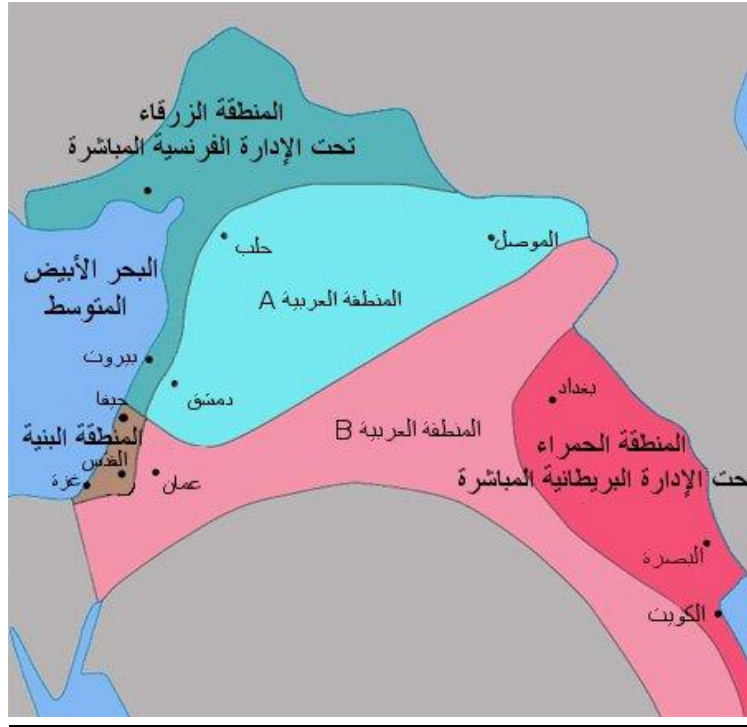 المنطقة الزرقاء
تحت الإدارة الفرنسية المباشرة
حلب
الموصل
البحر الأبيض
المتوسط
المنطقة العربية A
بيروت
دمشق
حيفا
بغداد
المنطقة البنية
المنطقة العربية B
المنطقة الحمراء
القدس
غزة
عمان
حت الإدارة البريطانية المباشرة
البصرة
الكويت